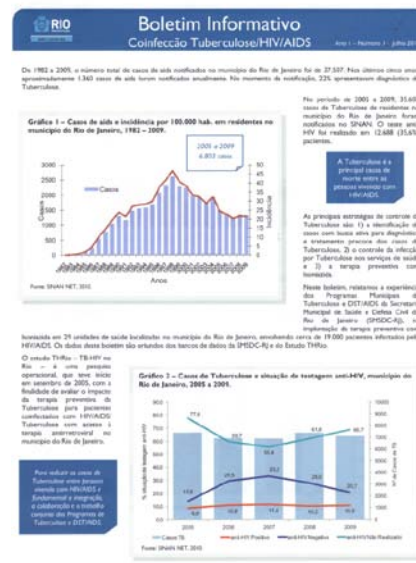 RIO
Boletim Informativo
Coinfecção Tuberculose/HIV/AIDS
Ano I - Número 1 - Julho 201
De 1982 a 2009, o número total de casos de aids notificados no município do Rio de Janeiro foi de 37.507. Nos últimos cinco anos
aproximadamente 1.360 casos de aids foram notificados anualmente. No momento da notificação, 22% apresentaram diagnóstico d
Tuberculose.
No período de 2005 a 2009,
casos de Tuberculose de residentes n
município do Rio de Janeiro foram
notificados no SINAN. O teste anti
HIV foi realizado em 12.688
pacientes.
Gráfico 1 – Casos de aids e incidência por 100.000 hab. em residentes no
município do Rio de Janeiro, 1982 – 2009.
2005 a 2009
6.803 casos
Casos
Incidência
Anos
Fonte: SINAN NET, 2010.
A Tuberculose é a
principal causa de
morte entre as
pessoas vivendo com
HIV/AIDS.
As principais estratégias de controle d
Tuberculose são: 1) a identificação d
casos com busca ativa para diagnóstic
e tratamento precoce dos casos d
Tuberculose, 2) o controle da infecçã
por Tuberculose nos serviços de saúd
e 3) a terapia preventiva com
isoniazida.
Neste boletim, relatamos a experiênci
dos Programas Municipais d
Tuberculose e DST/AIDS da Secretari
Municipal de Saúde e Defesa Civil d
Rio de Janeiro (SMSDC-RJ),
implantação da terapia preventiva com
isoniazida em 29 unidades de saúde localizadas no município do Rio de Janeiro, envolvendo cerca de 19.000 pacientes infectados pelo
HIV/AIDS. Os dados deste boletim são oriundos dos bancos de dados da SMSDC-RJ e do Estudo THRio.
O estudo THRio – TB-HIV no
Rio – é uma pesquisa
operacional, que teve início
em setembro de 2005, com a
finalidade de avaliar o impacto
da terapia preventiva da
Tuberculose para pacientes
coinfectados com HIV/AIDS/
Tuberculose com acesso à
terapia antirretroviral no
município do Rio de Janeiro.
Para reduzir os casos de
Tuberculose entre pessoas
vivendo com HIV/AIDS é
fundamental a integração,
a colaboração e o trabalho
conjunto dos Programas de
Tuberculose e DST/AIDS.
Gráfico 2 – Casos de Tuberculose e situação de testagem anti-HIV, município do
Rio de Janeiro, 2005 a 2009.
% situação de testagem anti-HIV
Nº de Casos de TB
2005 2006 2007 2008 2009
Casos TB anti-HIV Positivo anti-HIV Negativo anti-HIV Não Realizado
Fonte: SINAN NET, 2010.